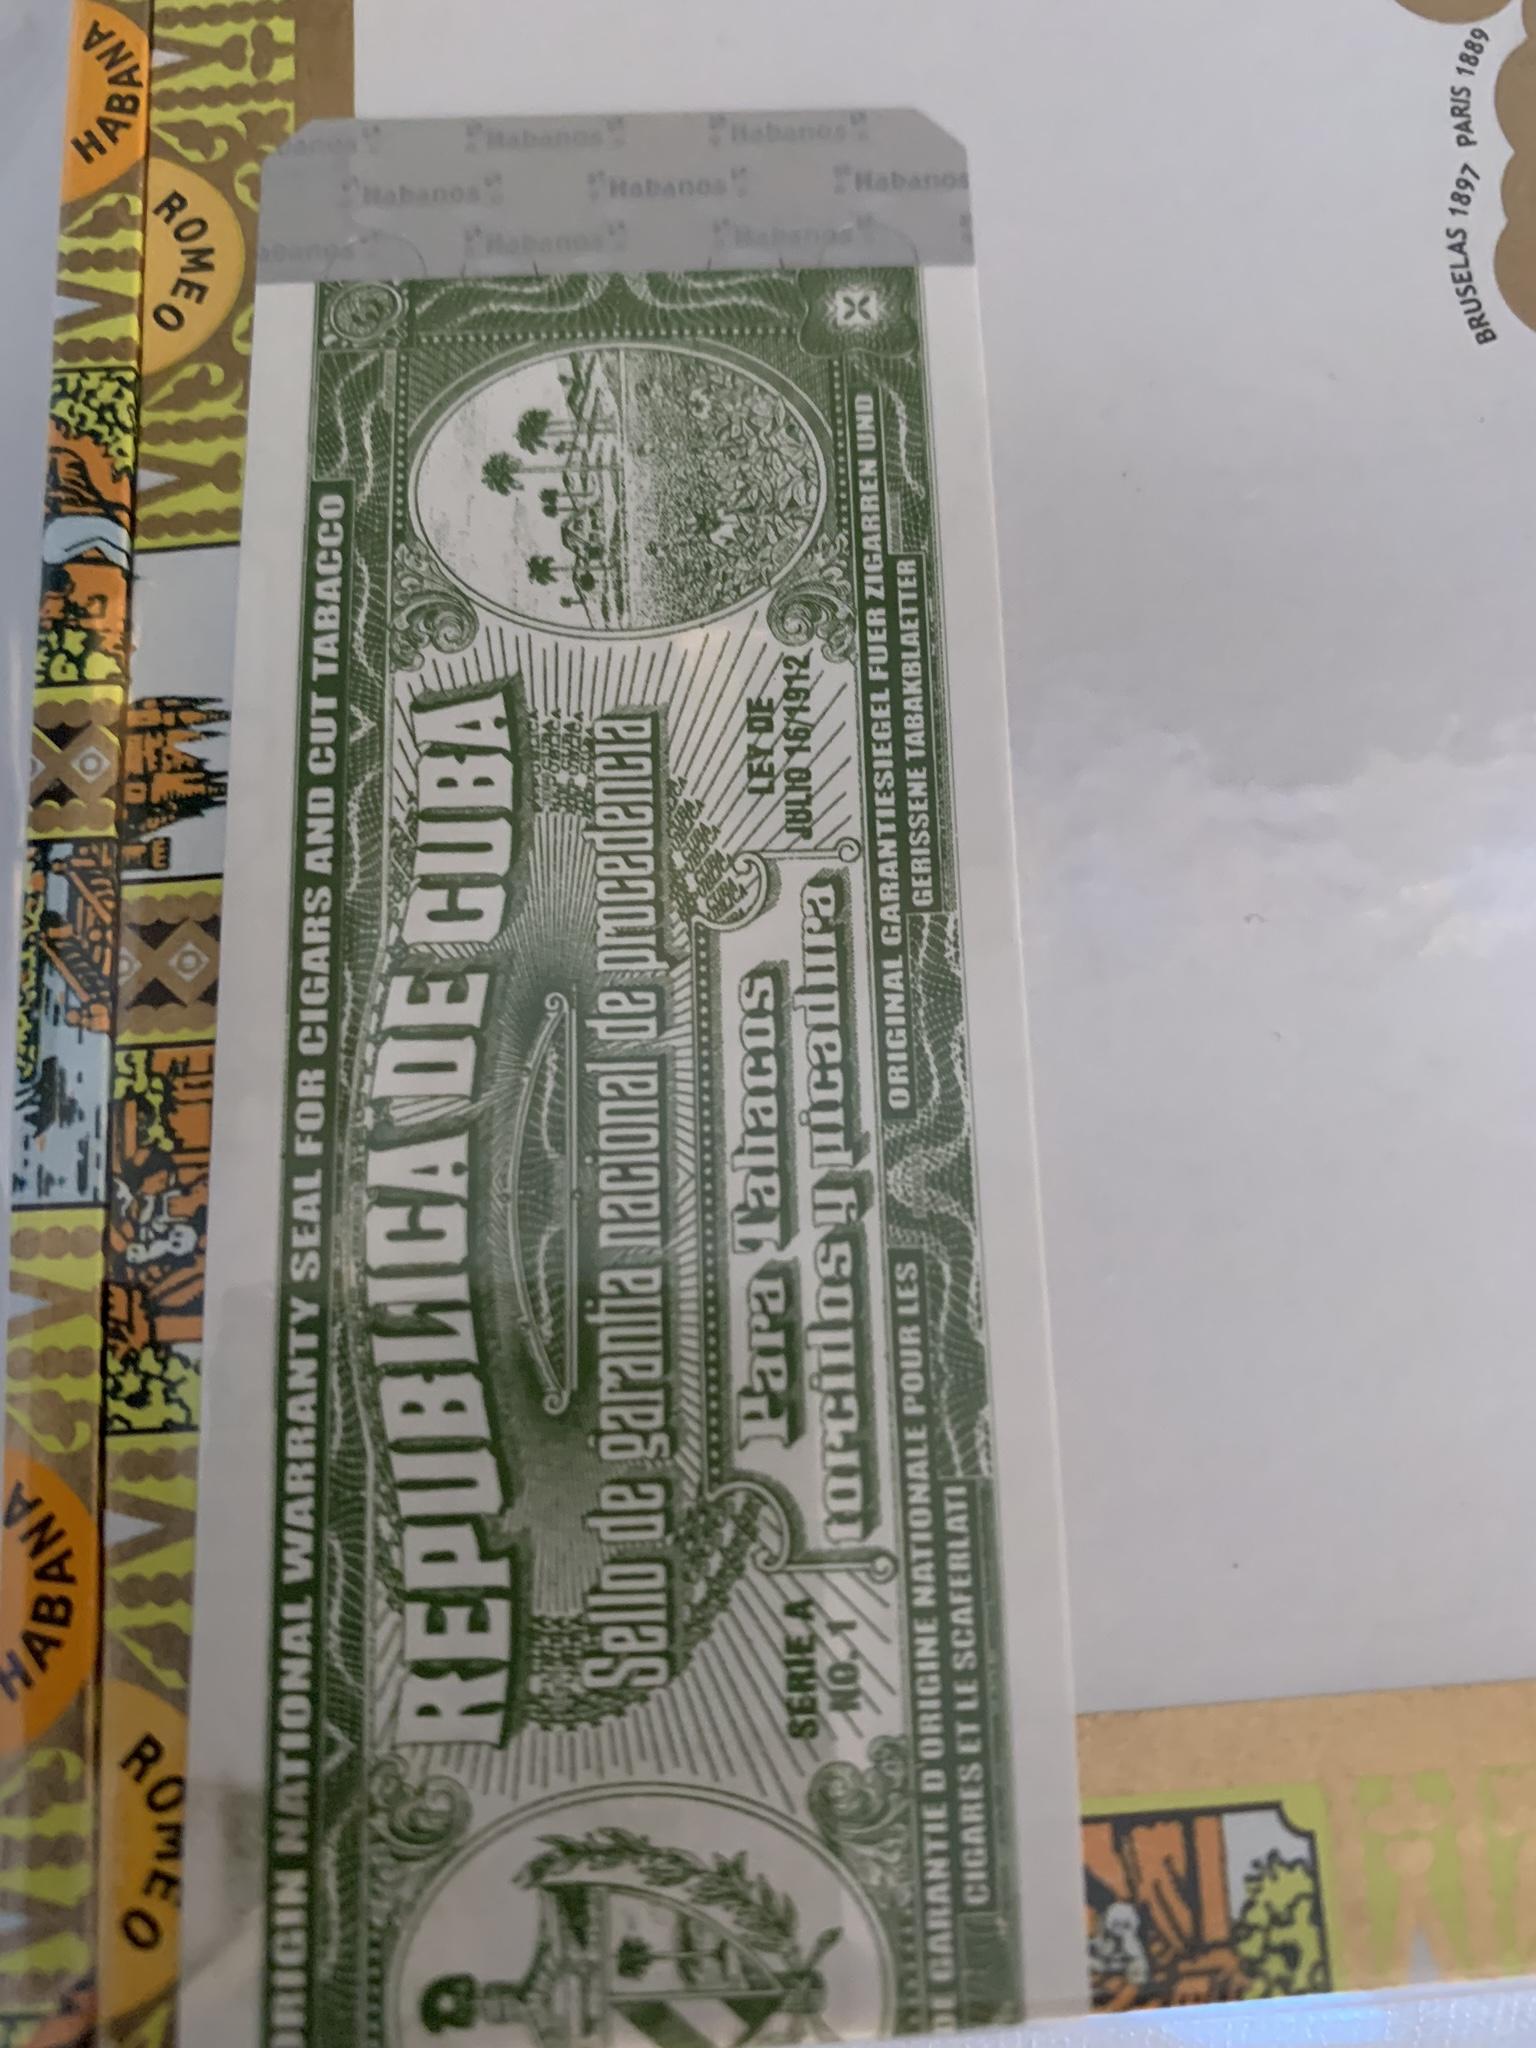 HABANA
ROMEO
HABANA
ROMEO
BRUSELAS 1897 PARIS 1889
Habanos Habanos
Habanos Habanos Habanos
Habanos Habanos
ORIGIN NATIONAL WARRANTY SEAL FOR CIGARS AND CUT TABACCO
REPUBLICA DE CUBA
Sello de garantia nacional de procedencia
SERIE A
NO. 1
Para Tabacos
torcidos y picadura
LEY DE
JULIO 16/1912
DE GARANTIE D ORIGINE NATIONALE POUR LES
CIGARES ET LE SCAFERLATI
ORIGINAL GARANTIESIEGEL FUER ZIGARREN UND
GERISSENE TABAKBLAETTER